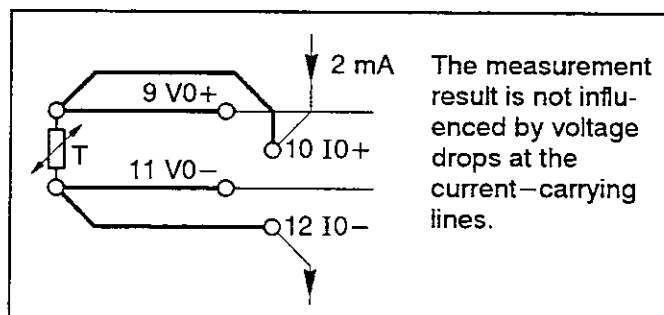 2 mA
9 V0+
10 I0+
T
11 V0−
12 I0−
The measurement
result is not influ-
enced by voltage
drops at the
current−carrying
lines.